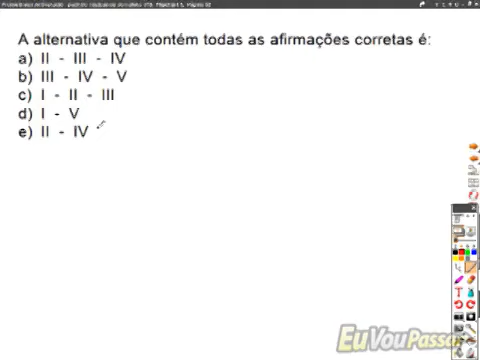 A alternativa que contém todas as afirmações corretas é:
a) II - III - IV
b) III - IV - V
c) I - II - III
d) I - V
e) II - IV
EuVouPassar